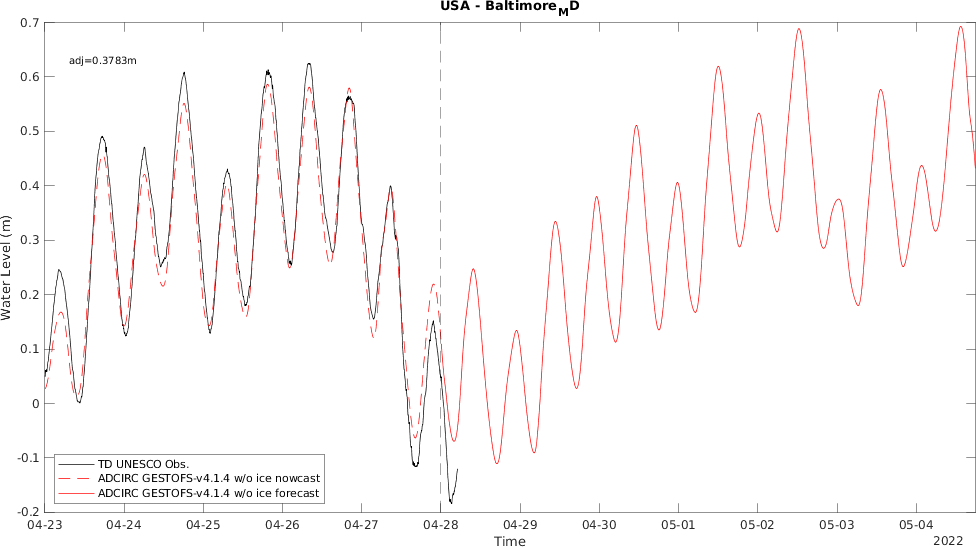 USA - Baltimore_MD
0.7
adj=0.3783m
0.6
0.5
0.4
0.3
0.2
0.1
0
-0.1
-0.2
Water Level (m)
TD UNESCO Obs.
ADCIRC GESTOFS-v4.1.4 w/o ice nowcast
ADCIRC GESTOFS-v4.1.4 w/o ice forecast
04-23 04-24 04-25 04-26 04-27 04-28 04-29 04-30 05-01 05-02 05-03 05-04
Time
2022